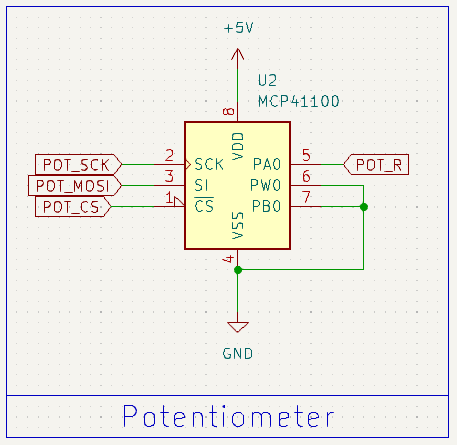 +5V
U2
MCP41100
8
VDD
POT_SCK 2 SCK PA0 5 POT_R
POT_MOSI 3 SI PW0 6
POT_CS 1 CS PB0 7
VSS
4
GND
Potentiometer